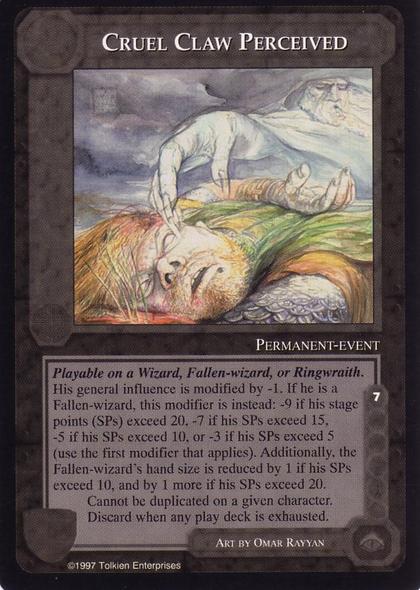 Cruel Claw Perceived
Permanent-event
Playable on a Wizard, Fallen-wizard, or Ringwraith.
His general influence is modified by -1. If he is a
Fallen-wizard, this modifier is instead: -9 if his stage
points (SPs) exceed 20, -7 if his SPs exceed 15,
-5 if his SPs exceed 10, or -3 if his SPs exceed 5
(use the first modifier that applies). Additionally, the
Fallen-wizard's hand size is reduced by 1 if his SPs
exceed 10, and by 1 more if his SPs exceed 20.
Cannot be duplicated on a given character.
Discard when any play deck is exhausted.
7
Art by Omar Rayyan
©1997 Tolkien Enterprises